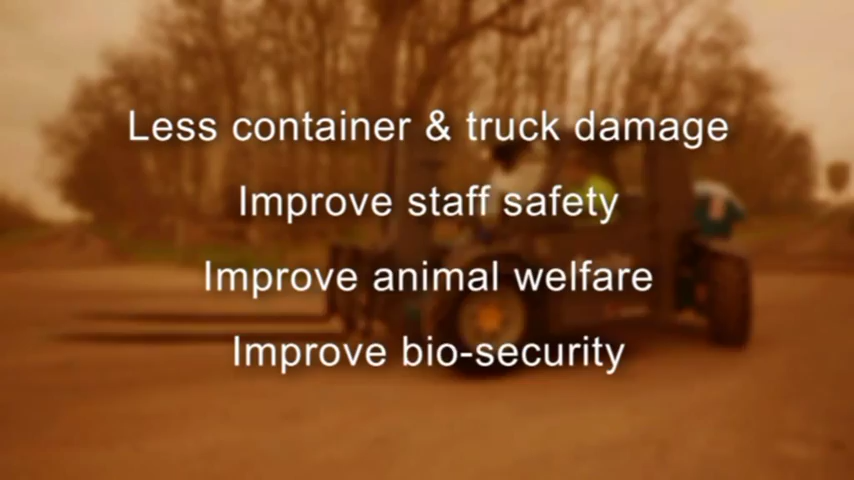 Less container & truck damage
Improve staff safety
Improve animal welfare
Improve bio-security